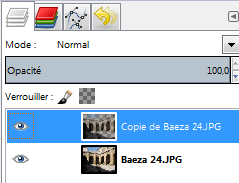 Mode : Normal
Opacité 100,0
Verrouiller :
Copie de Baeza 24.JPG
Baeza 24.JPG